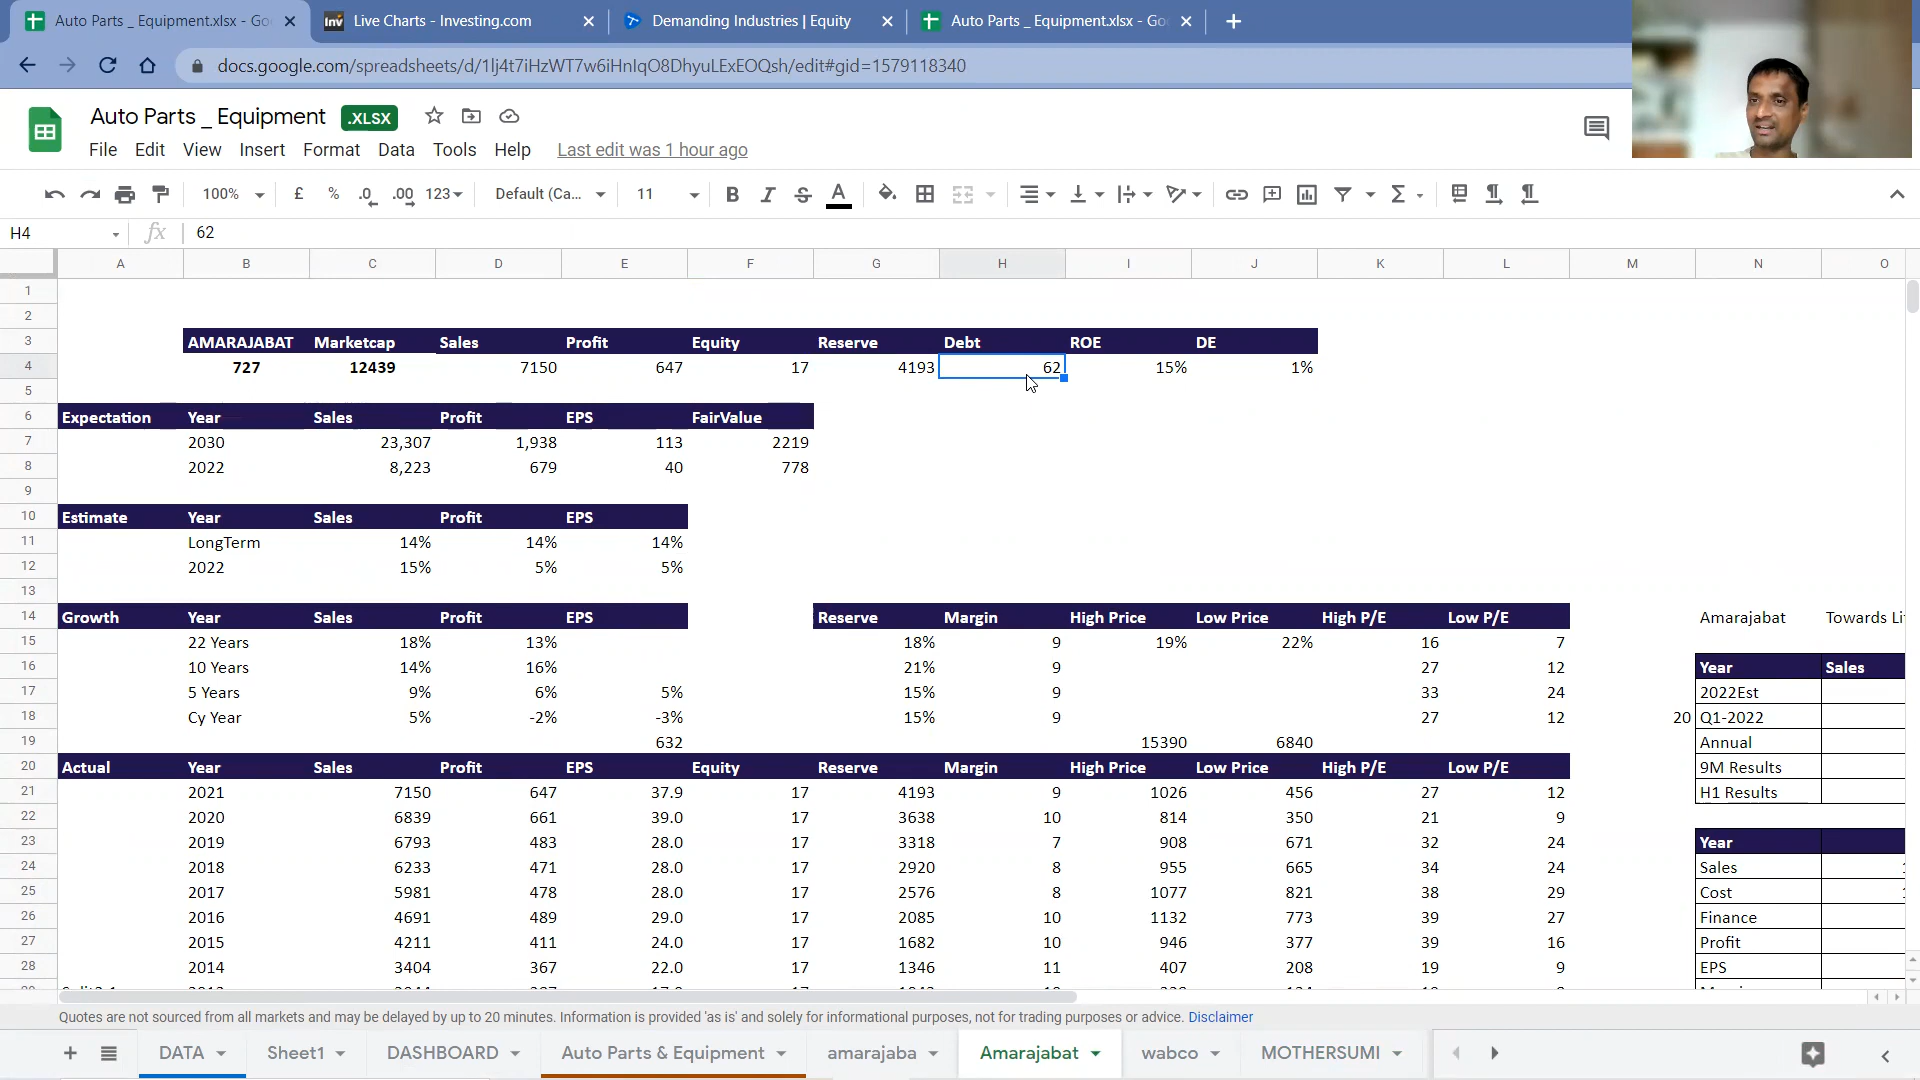 Auto Parts _ Equipment.xlsx - Go
Live Charts - Investing.com
Demanding Industries | Equity
Auto Parts _ Equipment.xlsx - Go
docs.google.com/spreadsheets/d/1lj4t7iHzWT7w6iHnIqO8DhyuLExEOQsh/edit#gid=1579118340
Auto Parts _ Equipment .XLSX
File Edit View Insert Format Data Tools Help Last edit was 1 hour ago
100% £ % .0 .00 123 Default (Ca... 11 B I S A
H4 fx 62
A B C D E F G H I J K L M N O
1
2
3 AMARAJABAT Marketcap Sales Profit Equity Reserve Debt ROE DE
4 727 12439 7150 647 17 4193 62 15% 1%
5
6 Expectation Year Sales Profit EPS FairValue
7 2030 23,307 1,938 113 2219
8 2022 8,223 679 40 778
9
10 Estimate Year Sales Profit EPS
11 LongTerm 14% 14% 14%
12 2022 15% 5% 5%
13
14 Growth Year Sales Profit EPS Reserve Margin High Price Low Price High P/E Low P/E Amarajabat Towards Li
15 22 Years 18% 13% 18% 9 19% 22% 16 7
16 10 Years 14% 16% 21% 9 27 12 Year Sales
17 5 Years 9% 6% 5% 15% 9 33 24 2022Est
18 Cy Year 5% -2% -3% 15% 9 27 12 20 Q1-2022
19 632 15390 6840 Annual
20 Actual Year Sales Profit EPS Equity Reserve Margin High Price Low Price High P/E Low P/E 9M Results
21 2021 7150 647 37.9 17 4193 9 1026 456 27 12 H1 Results
22 2020 6839 661 39.0 17 3638 10 814 350 21 9
23 2019 6793 483 28.0 17 3318 7 908 671 32 24 Year
24 2018 6233 471 28.0 17 2920 8 955 665 34 24 Sales
25 2017 5981 478 28.0 17 2576 8 1077 821 38 29 Cost
26 2016 4691 489 29.0 17 2085 10 1132 773 39 27 Finance
27 2015 4211 411 24.0 17 1682 10 946 377 39 16 Profit
28 2014 3404 367 22.0 17 1346 11 407 208 19 9 EPS
Quotes are not sourced from all markets and may be delayed by up to 20 minutes. Information is provided 'as is' and solely for informational purposes, not for trading purposes or advice. Disclaimer
DATA Sheet1 DASHBOARD Auto Parts & Equipment amarajaba Amarajabat wabco MOTHERSUMI